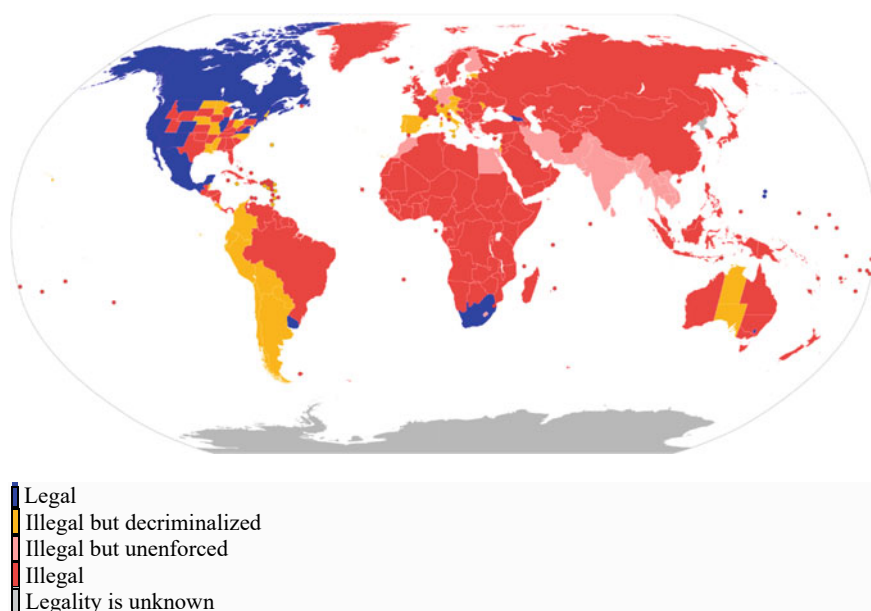 Legal
Illegal but decriminalized
Illegal but unenforced
Illegal
Legality is unknown